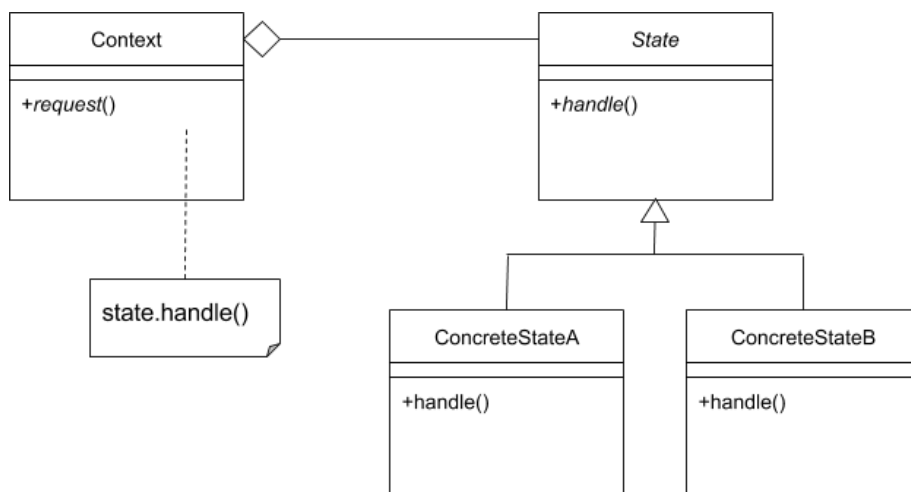 Context
State
+request()
+handle()
state.handle()
ConcreteStateA
ConcreteStateB
+handle()
+handle()